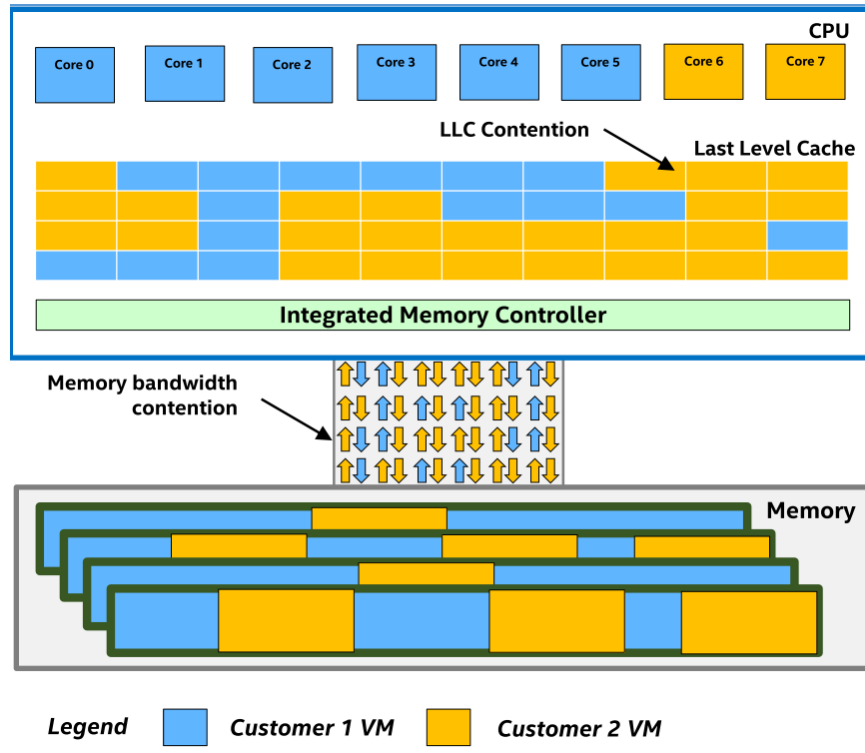 CPU
Core 0
Core 1
Core 2
Core 3
Core 4
Core 5
Core 6
Core 7
LLC Contention
Last Level Cache
Integrated Memory Controller
Memory bandwidth
contention
Memory
Legend
Customer 1 VM
Customer 2 VM